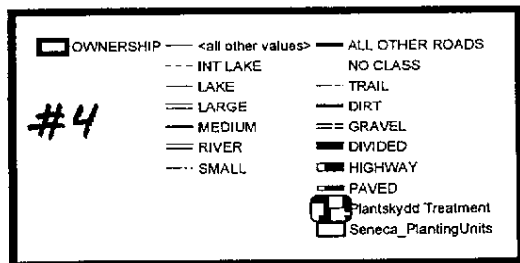 OWNERSHIP
#4
<all other values>
INT LAKE
LAKE
LARGE
MEDIUM
RIVER
SMALL
ALL OTHER ROADS
NO CLASS
TRAIL
DIRT
GRAVEL
DIVIDED
HIGHWAY
PAVED
Plantskydd Treatment
Seneca_PlantingUnits